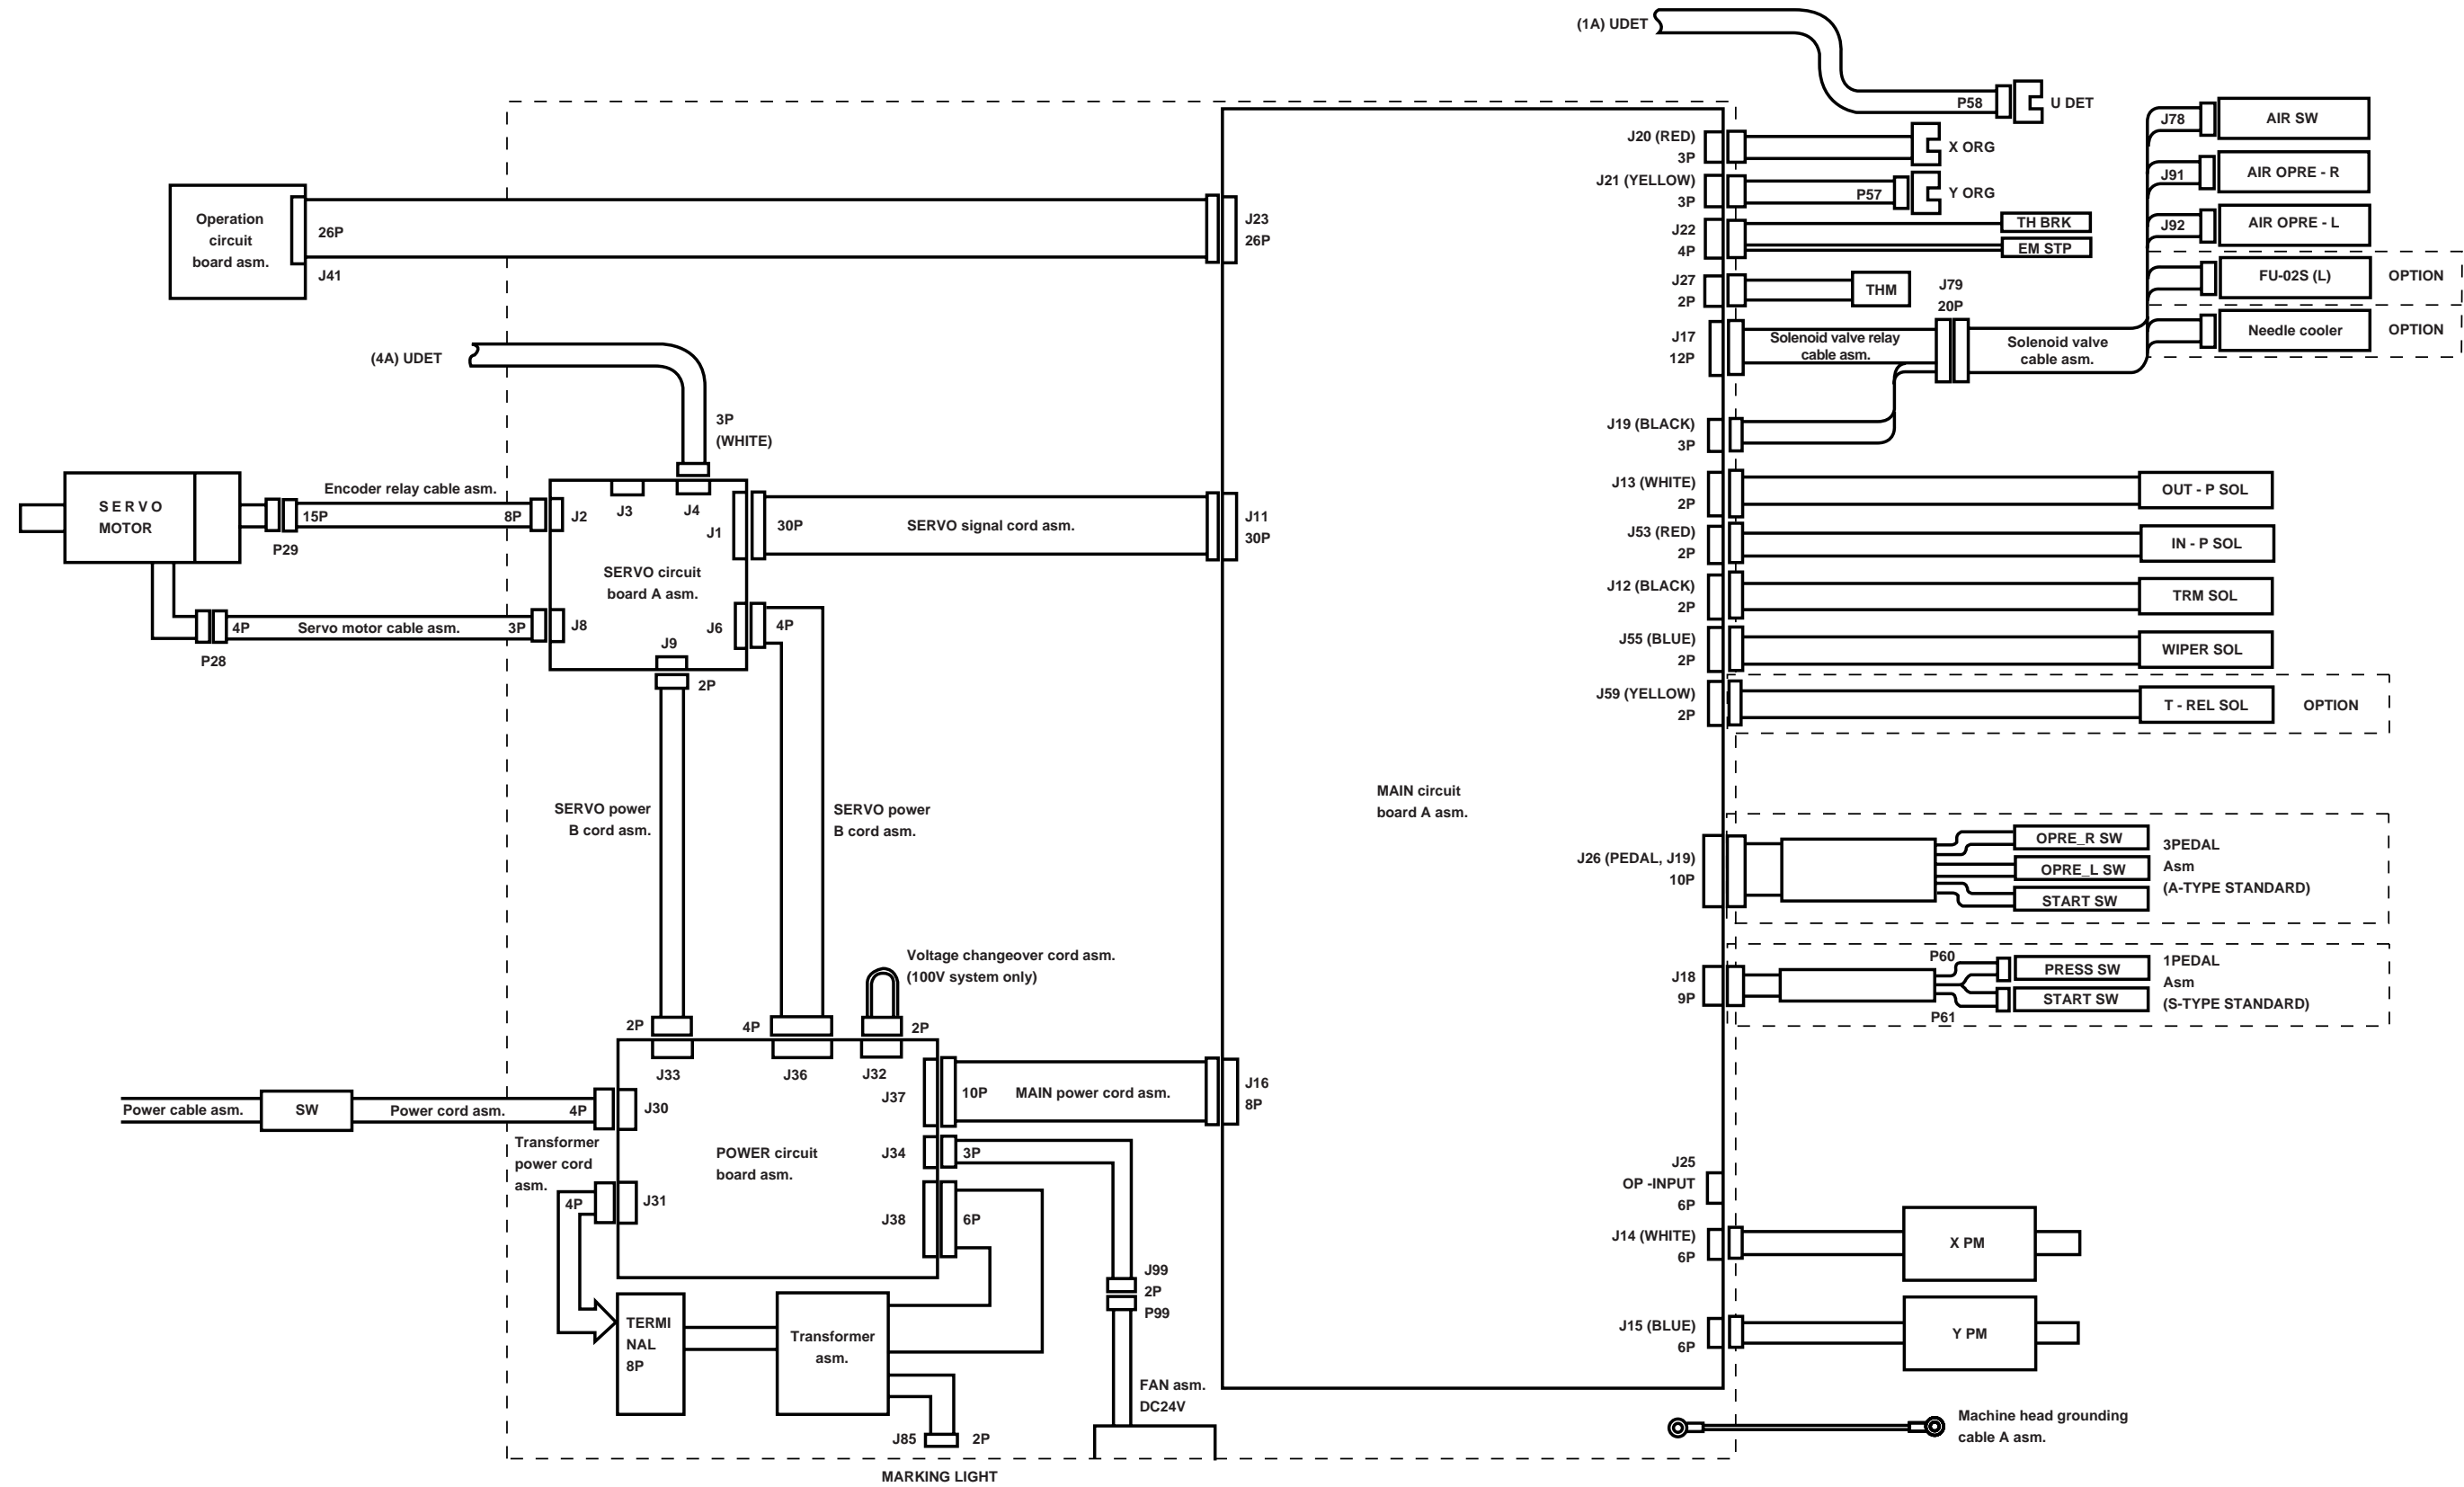 (1A) UDET
P58
U DET
J20 (RED)
3P
X ORG
J21 (YELLOW)
3P
P57
Y ORG
J22
4P
TH BRK
EM STP
J27
2P
THM
J79
20P
J17
12P
Solenoid valve relay
cable asm.
Solenoid valve
cable asm.
J78
AIR SW
J91
AIR OPRE - R
J92
AIR OPRE - L
FU-02S (L)
OPTION
Needle cooler
OPTION
J19 (BLACK)
3P
J13 (WHITE)
2P
OUT - P SOL
J53 (RED)
2P
IN - P SOL
J12 (BLACK)
2P
TRM SOL
J55 (BLUE)
2P
WIPER SOL
J59 (YELLOW)
2P
T - REL SOL
OPTION
Operation
circuit
board asm.
26P
J41
J23
26P
(4A) UDET
3P
(WHITE)
SERVO
MOTOR
Encoder relay cable asm.
15P
8P
P29
J2
J3
J4
J1
30P
SERVO signal cord asm.
J11
30P
SERVO circuit
board A asm.
4P
Servo motor cable asm.
3P
P28
J8
J9
J6
4P
2P
SERVO power
B cord asm.
SERVO power
B cord asm.
MAIN circuit
board A asm.
J26 (PEDAL, J19)
10P
OPRE_R SW
OPRE_L SW
START SW
3PEDAL
Asm
(A-TYPE STANDARD)
J18
9P
P60
PRESS SW
START SW
P61
1PEDAL
Asm
(S-TYPE STANDARD)
Voltage changeover cord asm.
(100V system only)
2P
4P
2P
J33
J36
J32
J37
10P
MAIN power cord asm.
J16
8P
Power cable asm.
SW
Power cord asm.
4P
J30
Transformer
power cord
asm.
4P
J31
POWER circuit
board asm.
J34
3P
J38
6P
J99
2P
P99
TERMI
NAL
8P
Transformer
asm.
J85
2P
FAN asm.
DC24V
MARKING LIGHT
J25
OP -INPUT
6P
J14 (WHITE)
6P
X PM
J15 (BLUE)
6P
Y PM
Machine head grounding
cable A asm.